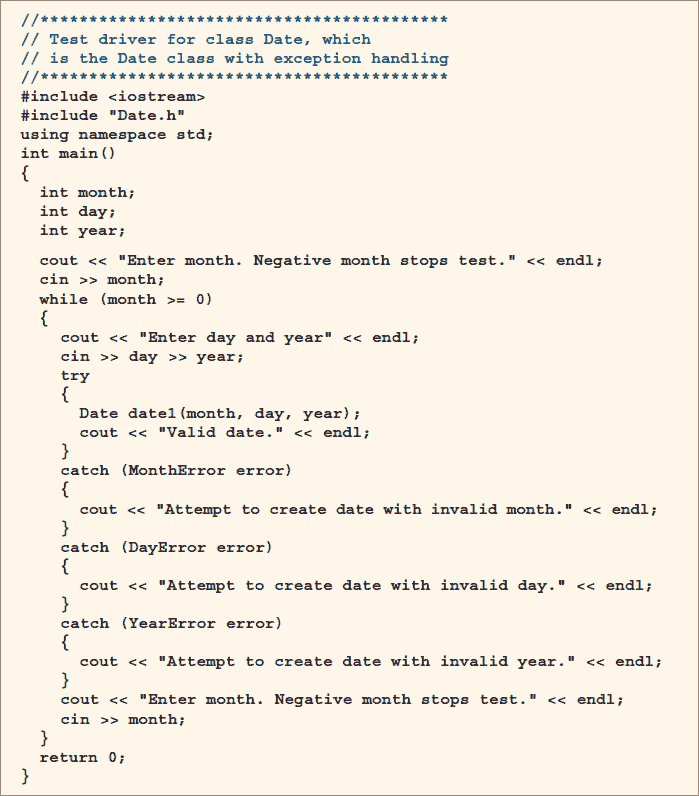 //******************************************
// Test driver for class Date, which
// is the Date class with exception handling
//******************************************
#include <iostream>
#include "Date.h"
using namespace std;
int main()
{
  int month;
  int day;
  int year;
  cout << "Enter month. Negative month stops test." << endl;
  cin >> month;
  while (month >= 0)
  {
    cout << "Enter day and year" << endl;
    cin >> day >> year;
    try
    {
      Date date1(month, day, year);
      cout << "Valid date." << endl;
    }
    catch (MonthError error)
    {
      cout << "Attempt to create date with invalid month." << endl;
    }
    catch (DayError error)
    {
      cout << "Attempt to create date with invalid day." << endl;
    }
    catch (YearError error)
    {
      cout << "Attempt to create date with invalid year." << endl;
    }
    cout << "Enter month. Negative month stops test." << endl;
    cin >> month;
  }
  return 0;
}